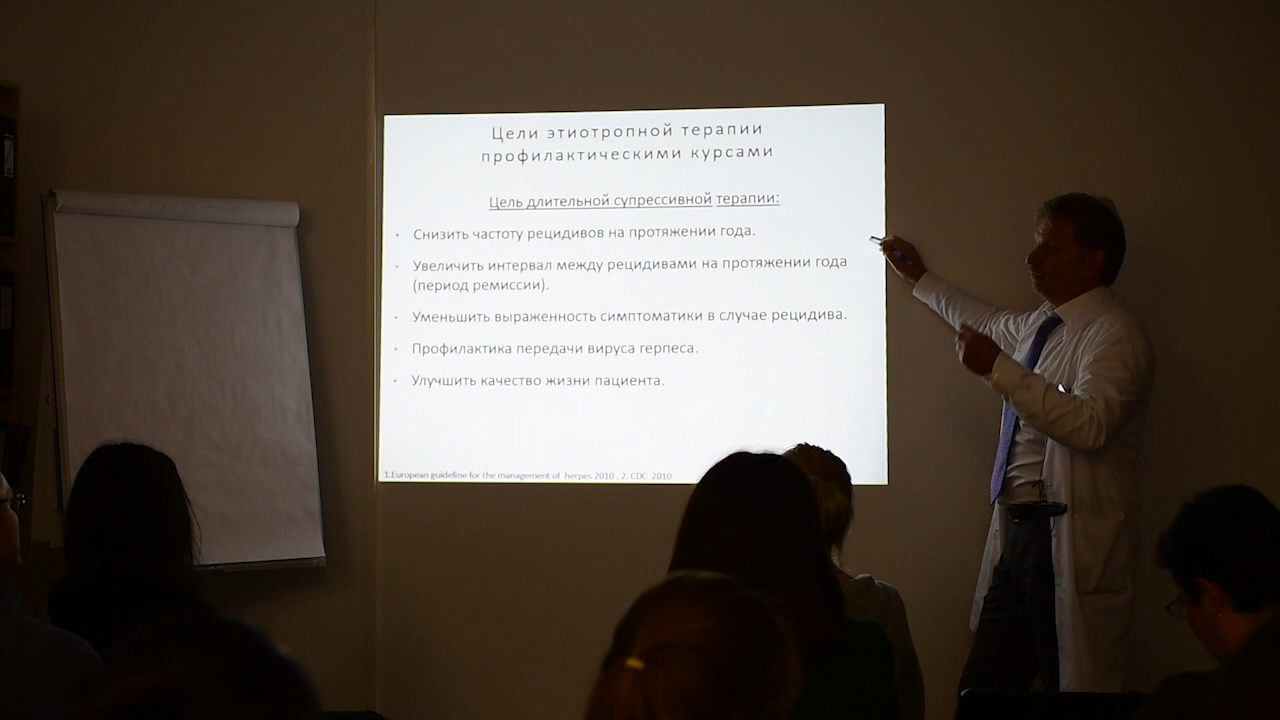 Цели этиотропной терапии
профилактическими курсами
Цель длительной супрессивной терапии:
• Снизить частоту рецидивов на протяжении года.
• Увеличить интервал между рецидивами на протяжении года
(период ремиссии).
• Уменьшить выраженность симптоматики в случае рецидива.
• Профилактика передачи вируса герпеса.
• Улучшить качество жизни пациента.
1.European guideline for the management of herpes 2010 . 2. CDC 2010